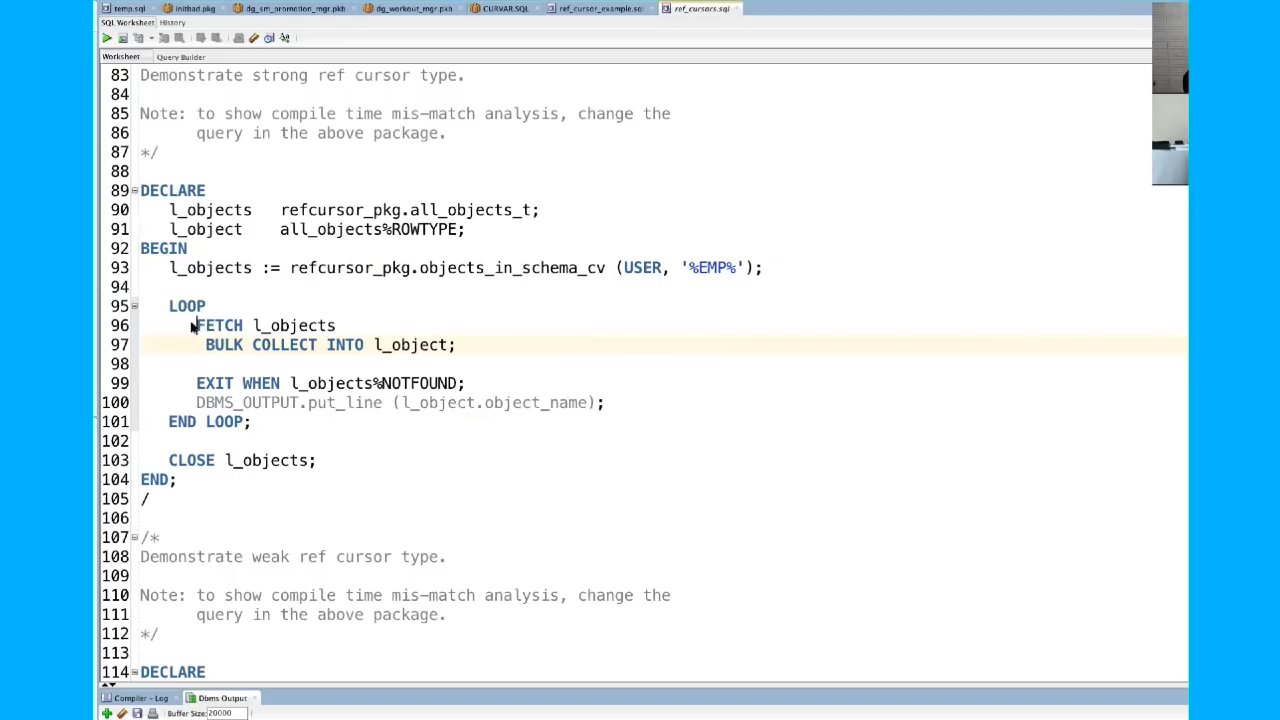 temp.sql initbad.pkg dg_sm_promotion_mgr.pkb dg_workout_mgr.pkb CURVAR.SQL ref_cursor_example.sql ref_cursors.sql
SQL Worksheet History
Worksheet Query Builder
83 Demonstrate strong ref cursor type.
84
85 Note: to show compile time mis-match analysis, change the
86 query in the above package.
87 */
88
89 DECLARE
90 l_objects refcursor_pkg.all_objects_t;
91 l_object all_objects%ROWTYPE;
92 BEGIN
93 l_objects := refcursor_pkg.objects_in_schema_cv (USER, '%EMP%');
94
95 LOOP
96 FETCH l_objects
97 BULK COLLECT INTO l_object;
98
99 EXIT WHEN l_objects%NOTFOUND;
100 DBMS_OUTPUT.put_line (l_object.object_name);
101 END LOOP;
102
103 CLOSE l_objects;
104 END;
105 /
106
107 /*
108 Demonstrate weak ref cursor type.
109
110 Note: to show compile time mis-match analysis, change the
111 query in the above package.
112 */
113
114 DECLARE
Compiler - Log Dbms Output
Buffer Size: 20000